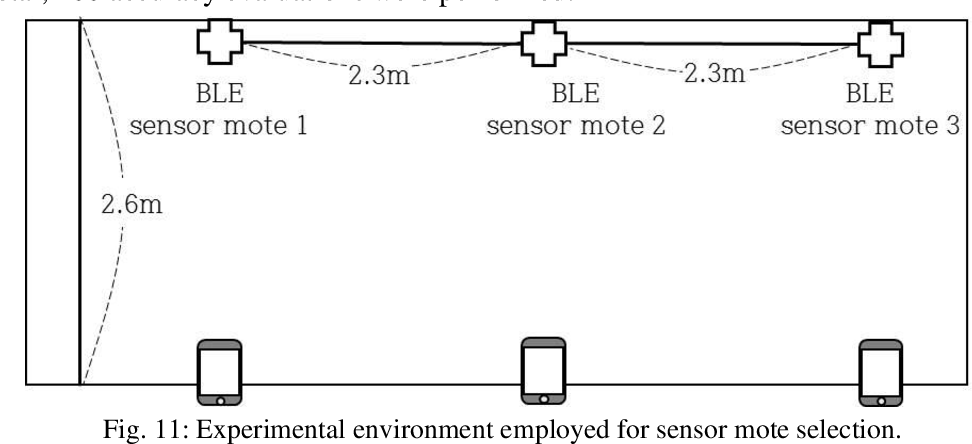 2.3m
2.3m
BLE
sensor mote 1
BLE
sensor mote 2
BLE
sensor mote 3
2.6m
Fig. 11: Experimental environment employed for sensor mote selection.